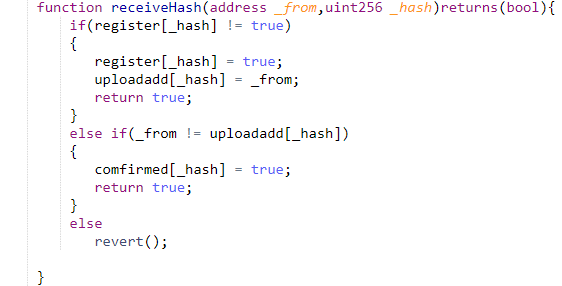 function receiveHash(address _from,uint256 _hash)returns(bool){
if(register[_hash] != true)
{
register[_hash] = true;
uploadadd[_hash] = _from;
return true;
}
else if(_from != uploadadd[_hash])
{
comfirmed[_hash] = true;
return true;
}
else
revert();
}